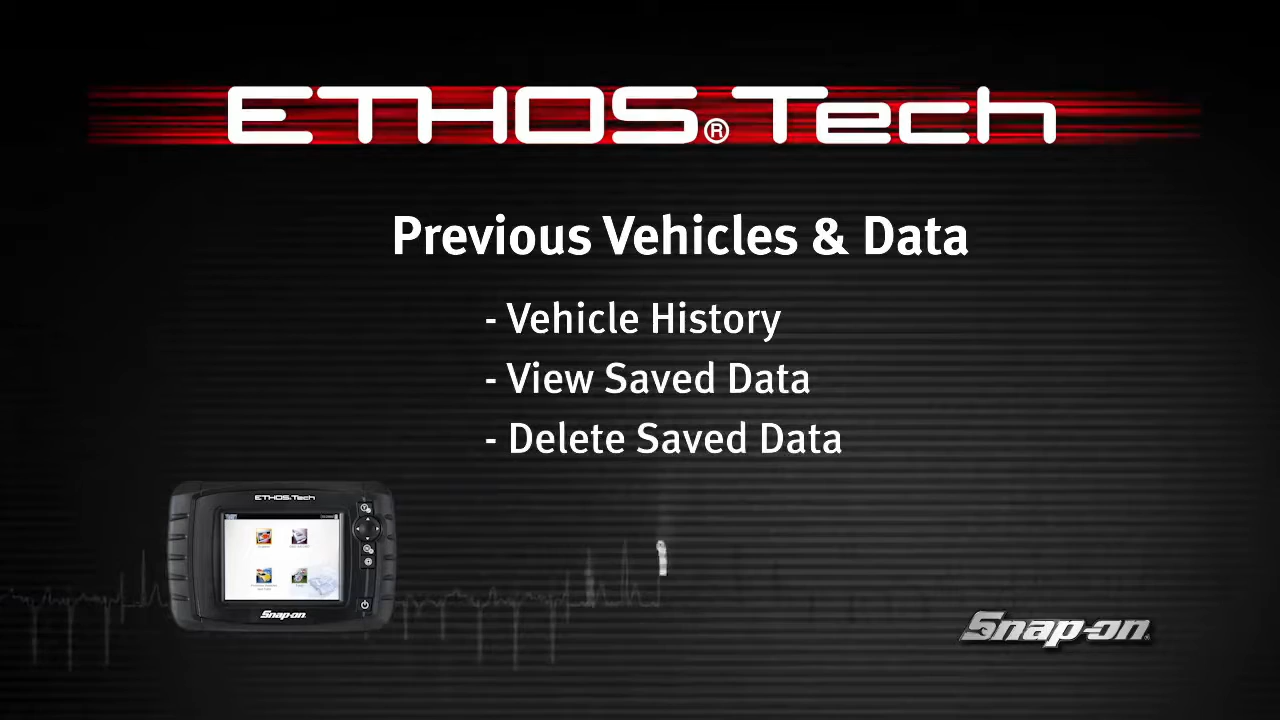 ETHOS®Tech
Previous Vehicles & Data
- Vehicle History
- View Saved Data
- Delete Saved Data
ETHOS®Tech
Snap-on
Snap-on